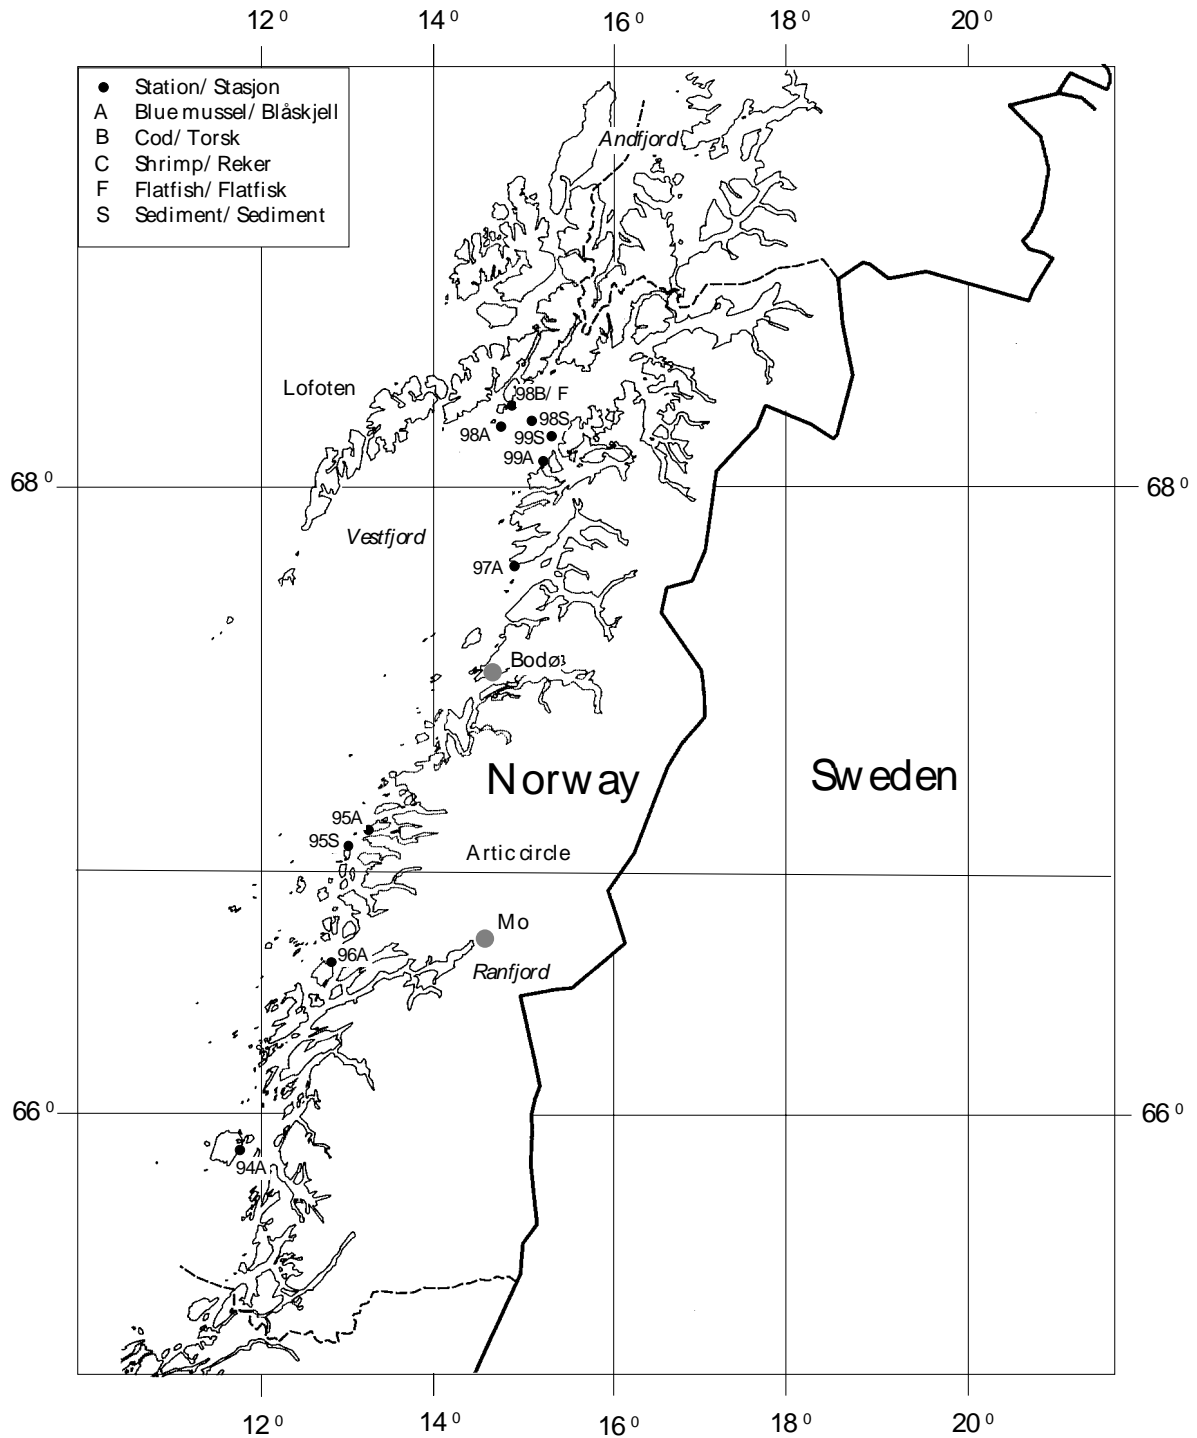 12⁰ 14⁰ 16⁰ 18⁰ 20⁰
Station/ Stasjon
A Blue mussel/ Blåskjell
B Cod/ Torsk
C Shrimp/ Reker
F Flatfish/ Flatfisk
S Sediment/ Sediment
Andfjord
Lofoten
98B/ F
98S
98A
99S
99A
68⁰ 68⁰
Vestfjord
97A
Bodø
Norway
Sweden
95A
95S
Artic circle
Mo
96A
Ranfjord
66⁰ 66⁰
94A
12⁰ 14⁰ 16⁰ 18⁰ 20⁰